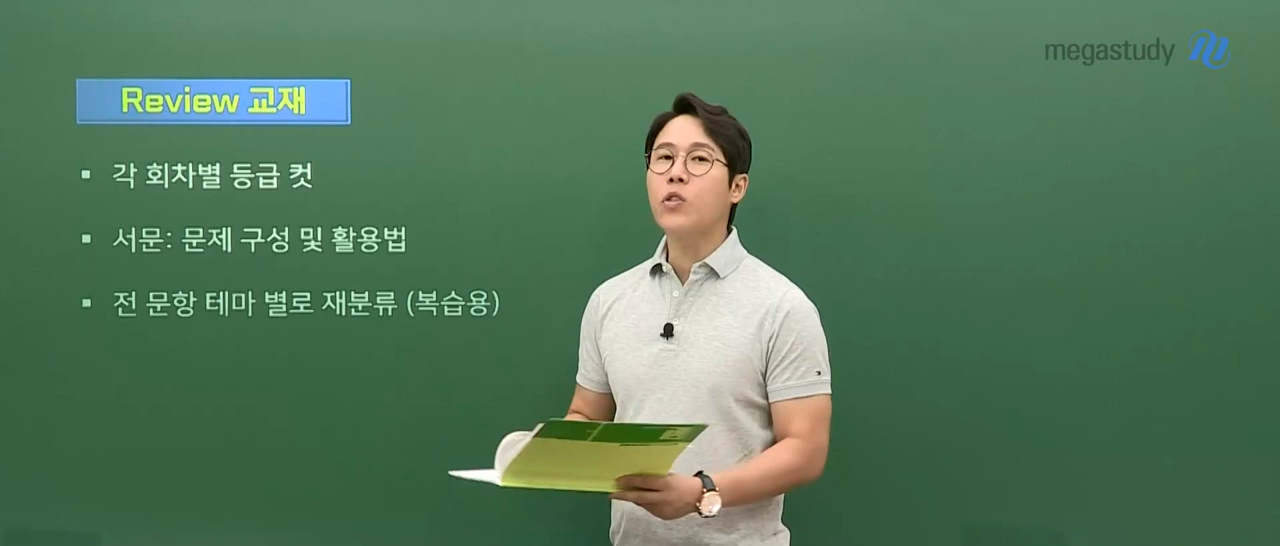 megastudy
Review 교재
각 회차별 등급 컷
서문: 문제 구성 및 활용법
전 문항 테마 별로 재분류 (복습용)